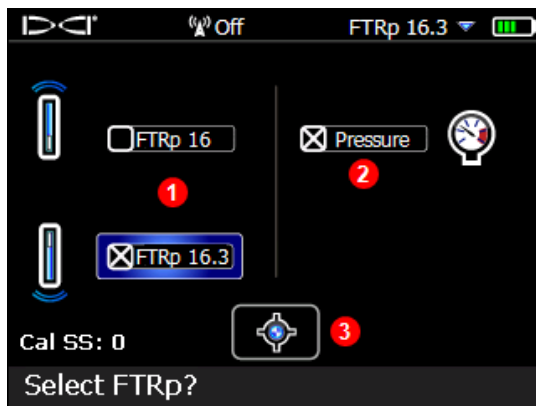 DCI Off FTRp 16.3
FTRp 16 Pressure
1 2
FTRp 16.3
Cal SS: 0 3
Select FTRp?